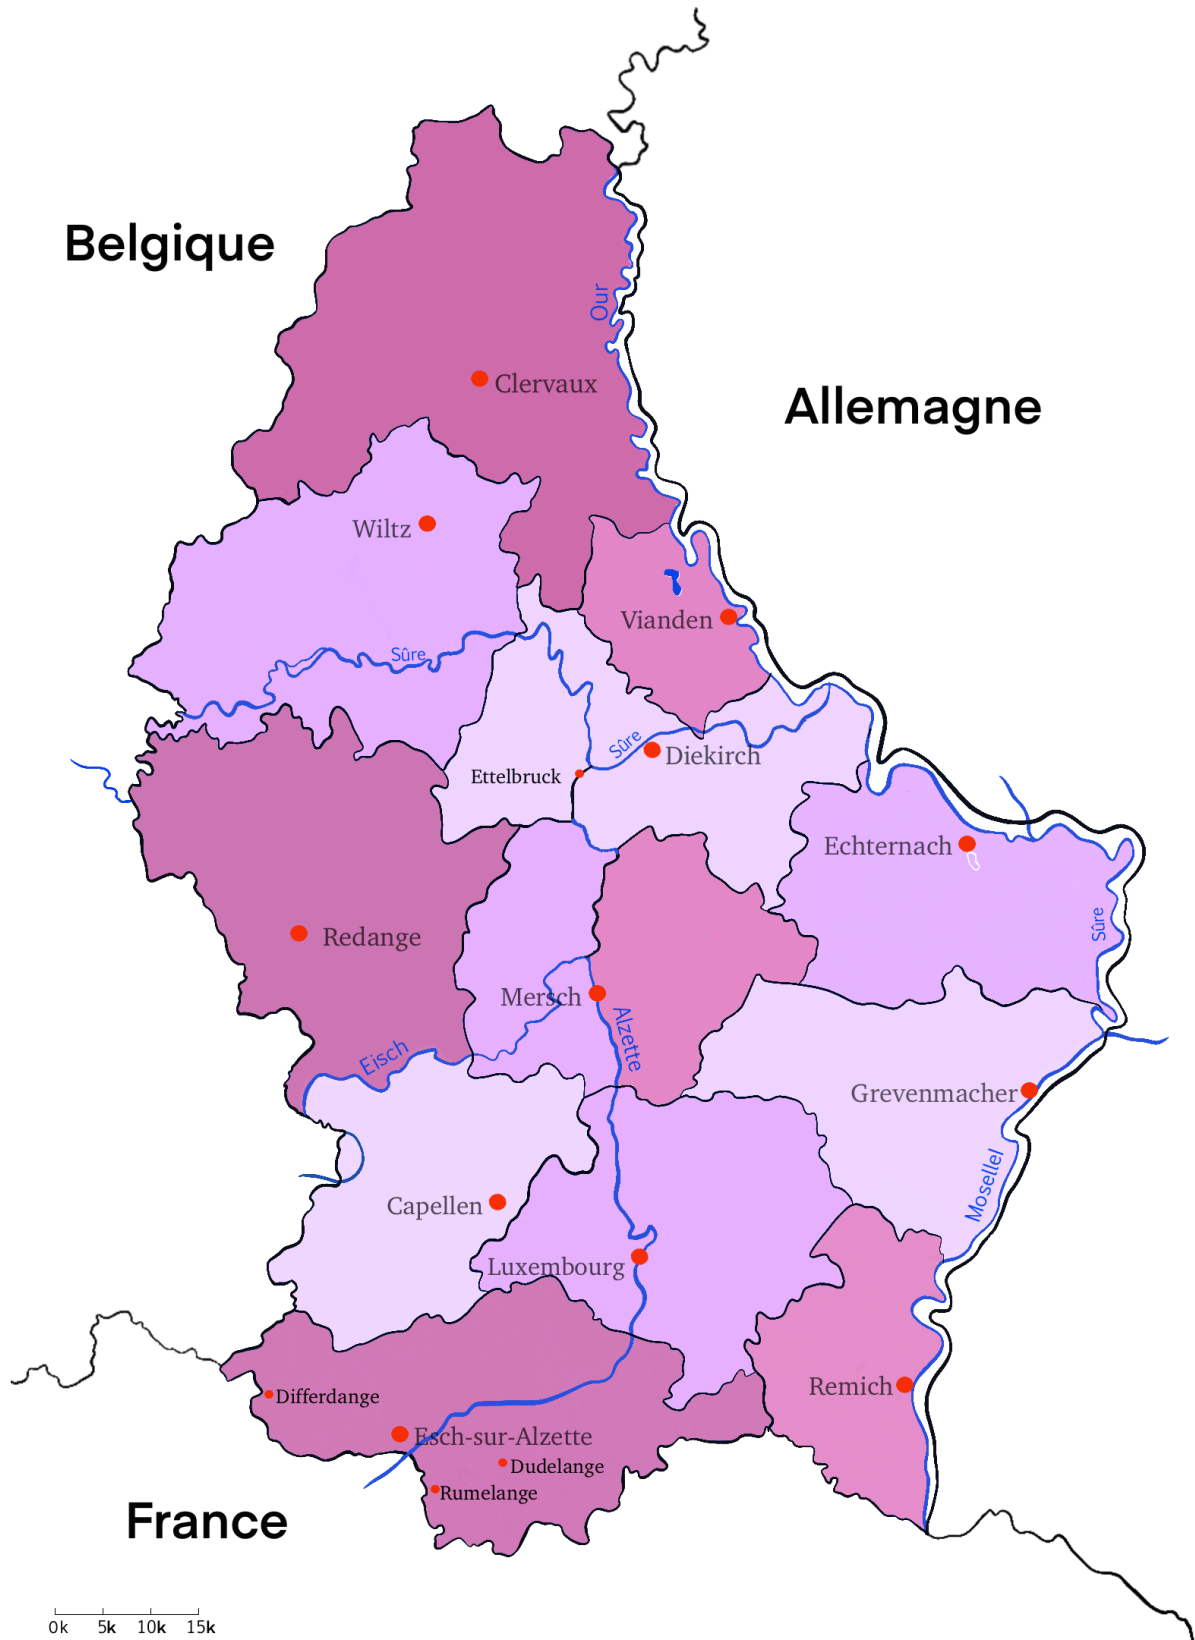 Belgique
Our
Clervaux
Allemagne
Wiltz
Vianden
Sûre
Sûre
Diekirch
Ettelbruck
Echternach
Sûre
Redange
Mersch
Alzette
Eisch
Grevenmacher
Mosellel
Capellen
Luxembourg
Remich
Differdange
Esch-sur-Alzette
Dudelange
Rumelange
France
0k 5k 10k 15k